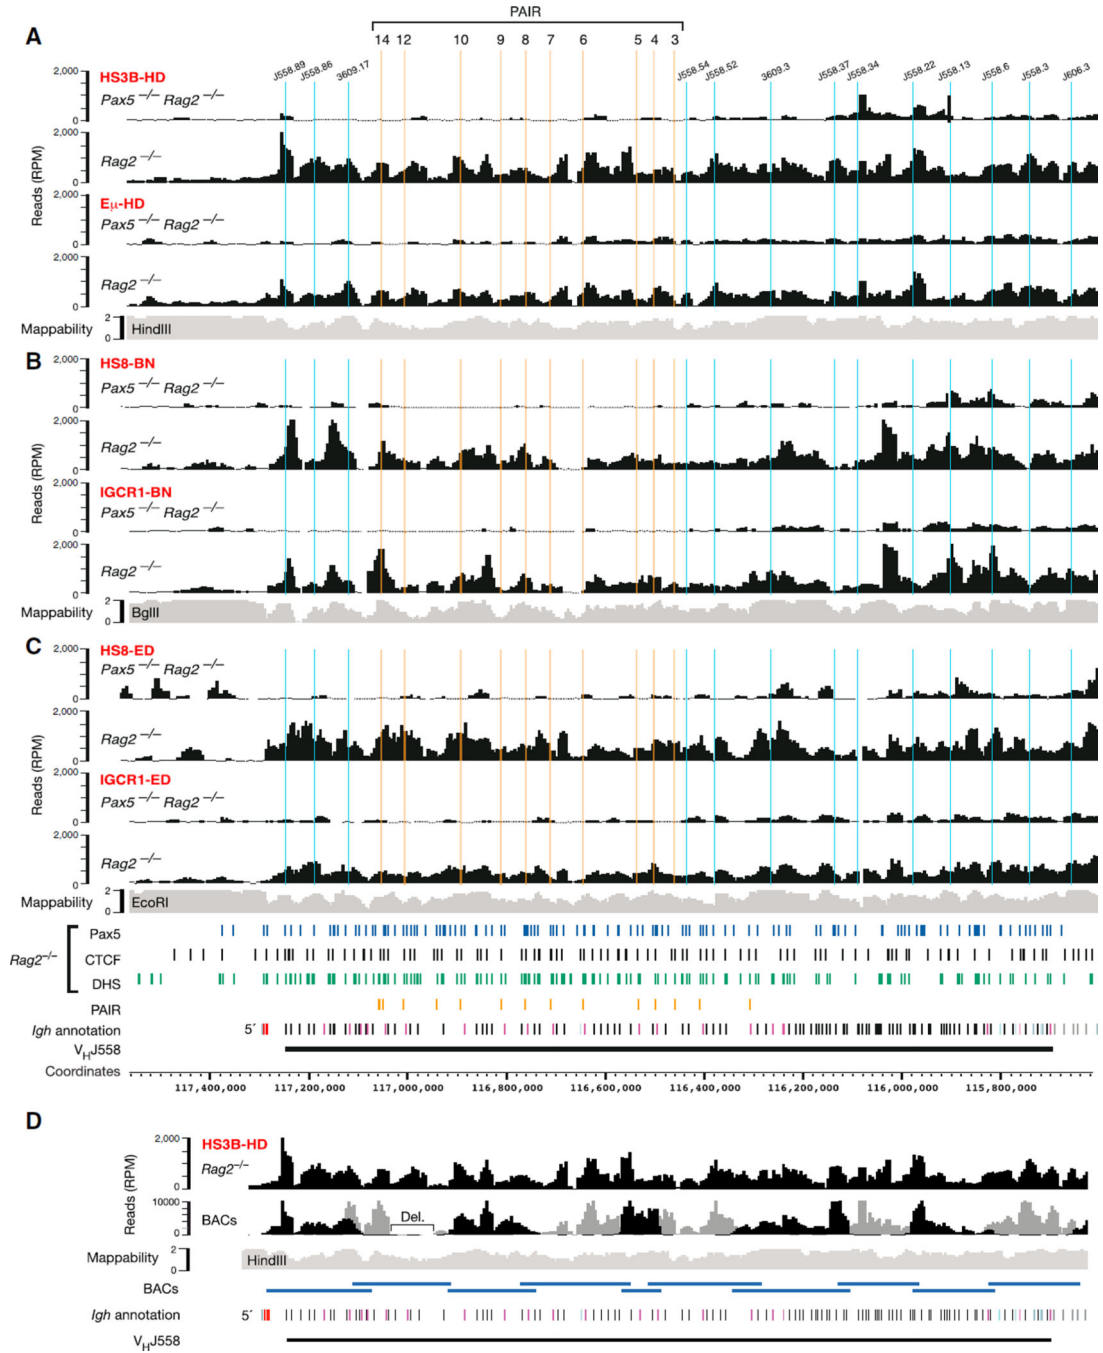 PAIR
A
14 12 10 9 8 7 6 5 4 3
J558.89 J558.86 3609.17 J558.54 J558.52 3609.3 J558.37 J558.34 J558.22 J558.13 J558.6 J558.3 J606.3
2,000
HS3B-HD
Pax5 −/− Rag2 −/−
0
2,000
Rag2 −/−
0
Reads (RPM)
2,000
Eμ-HD
Pax5 −/− Rag2 −/−
0
2,000
Rag2 −/−
0
Mappability 2 0 HindIII
B
2,000
HS8-BN
Pax5 −/− Rag2 −/−
0
2,000
Rag2 −/−
0
Reads (RPM)
2,000
IGCR1-BN
Pax5 −/− Rag2 −/−
0
2,000
Rag2 −/−
0
Mappability 2 0 BglII
C
2,000
HS8-ED
Pax5 −/− Rag2 −/−
0
2,000
Rag2 −/−
0
Reads (RPM)
2,000
IGCR1-ED
Pax5 −/− Rag2 −/−
0
2,000
Rag2 −/−
0
Mappability 2 0 EcoRI
Rag2−/−
Pax5
CTCF
DHS
PAIR
Igh annotation 5´
VHJ558
Coordinates
117,400,000 117,200,000 117,000,000 116,800,000 116,600,000 116,400,000 116,200,000 116,000,000 115,800,000
D
2,000
HS3B-HD
Rag2−/−
0
Reads (RPM)
10000
BACs
Del.
0
Mappability 2 0 HindIII
BACs
Igh annotation 5´
VHJ558